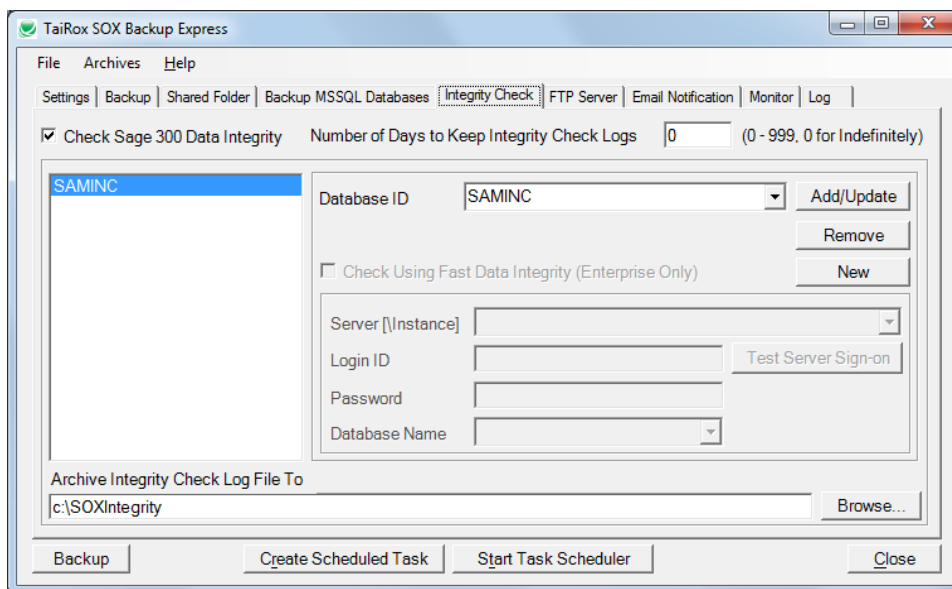 TaiRox SOX Backup Express
File Archives Help
Settings Backup Shared Folder Backup MSSQL Databases Integrity Check FTP Server Email Notification Monitor Log
Check Sage 300 Data Integrity Number of Days to Keep Integrity Check Logs 0 (0 - 999, 0 for Indefinitely)
SAMINC
Database ID SAMINC Add/Update
Remove
Check Using Fast Data Integrity (Enterprise Only) New
Server [\Instance]
Login ID Test Server Sign-on
Password
Database Name
Archive Integrity Check Log File To
c:\SOXIntegrity Browse...
Backup Create Scheduled Task Start Task Scheduler Close